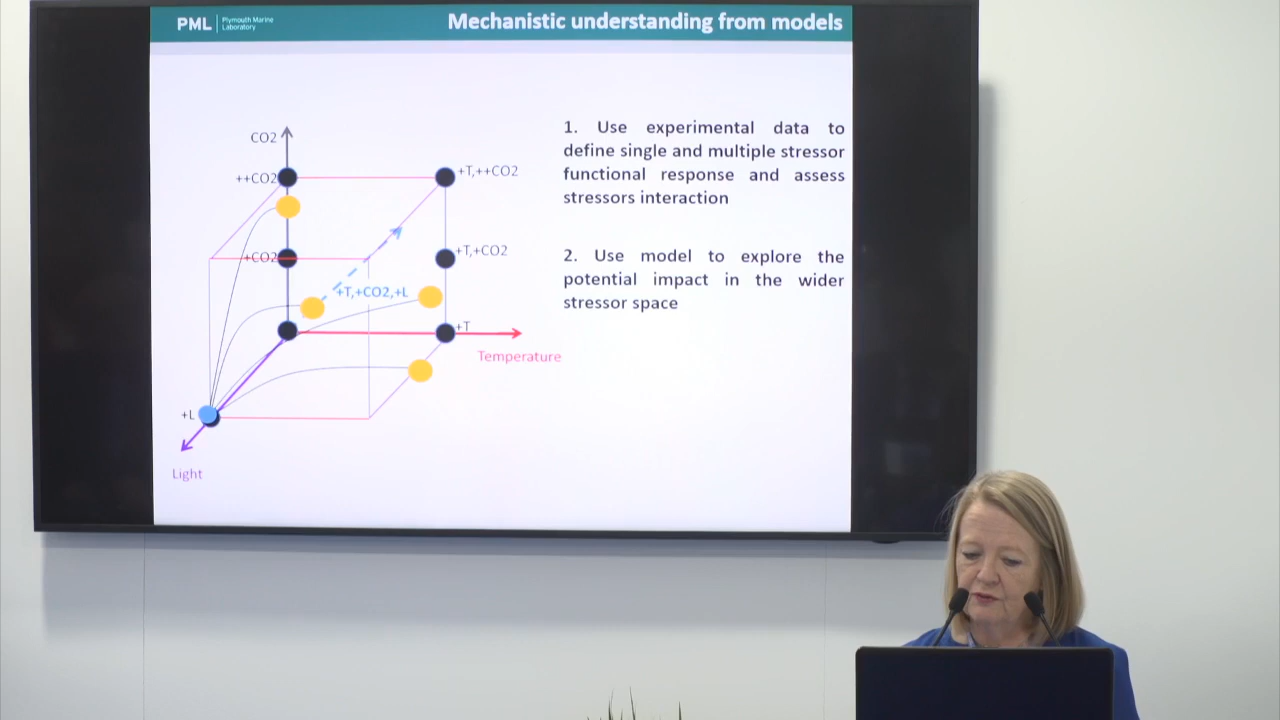 PML
Plymouth Marine
Laboratory
Mechanistic understanding from models
CO2
++CO2
+T,++CO2
+CO2
+T,+CO2
+T,+CO2,+L
+T
Temperature
+L
Light
1. Use experimental data to
define single and multiple stressor
functional response and assess
stressors interaction
2. Use model to explore the
potential impact in the wider
stressor space